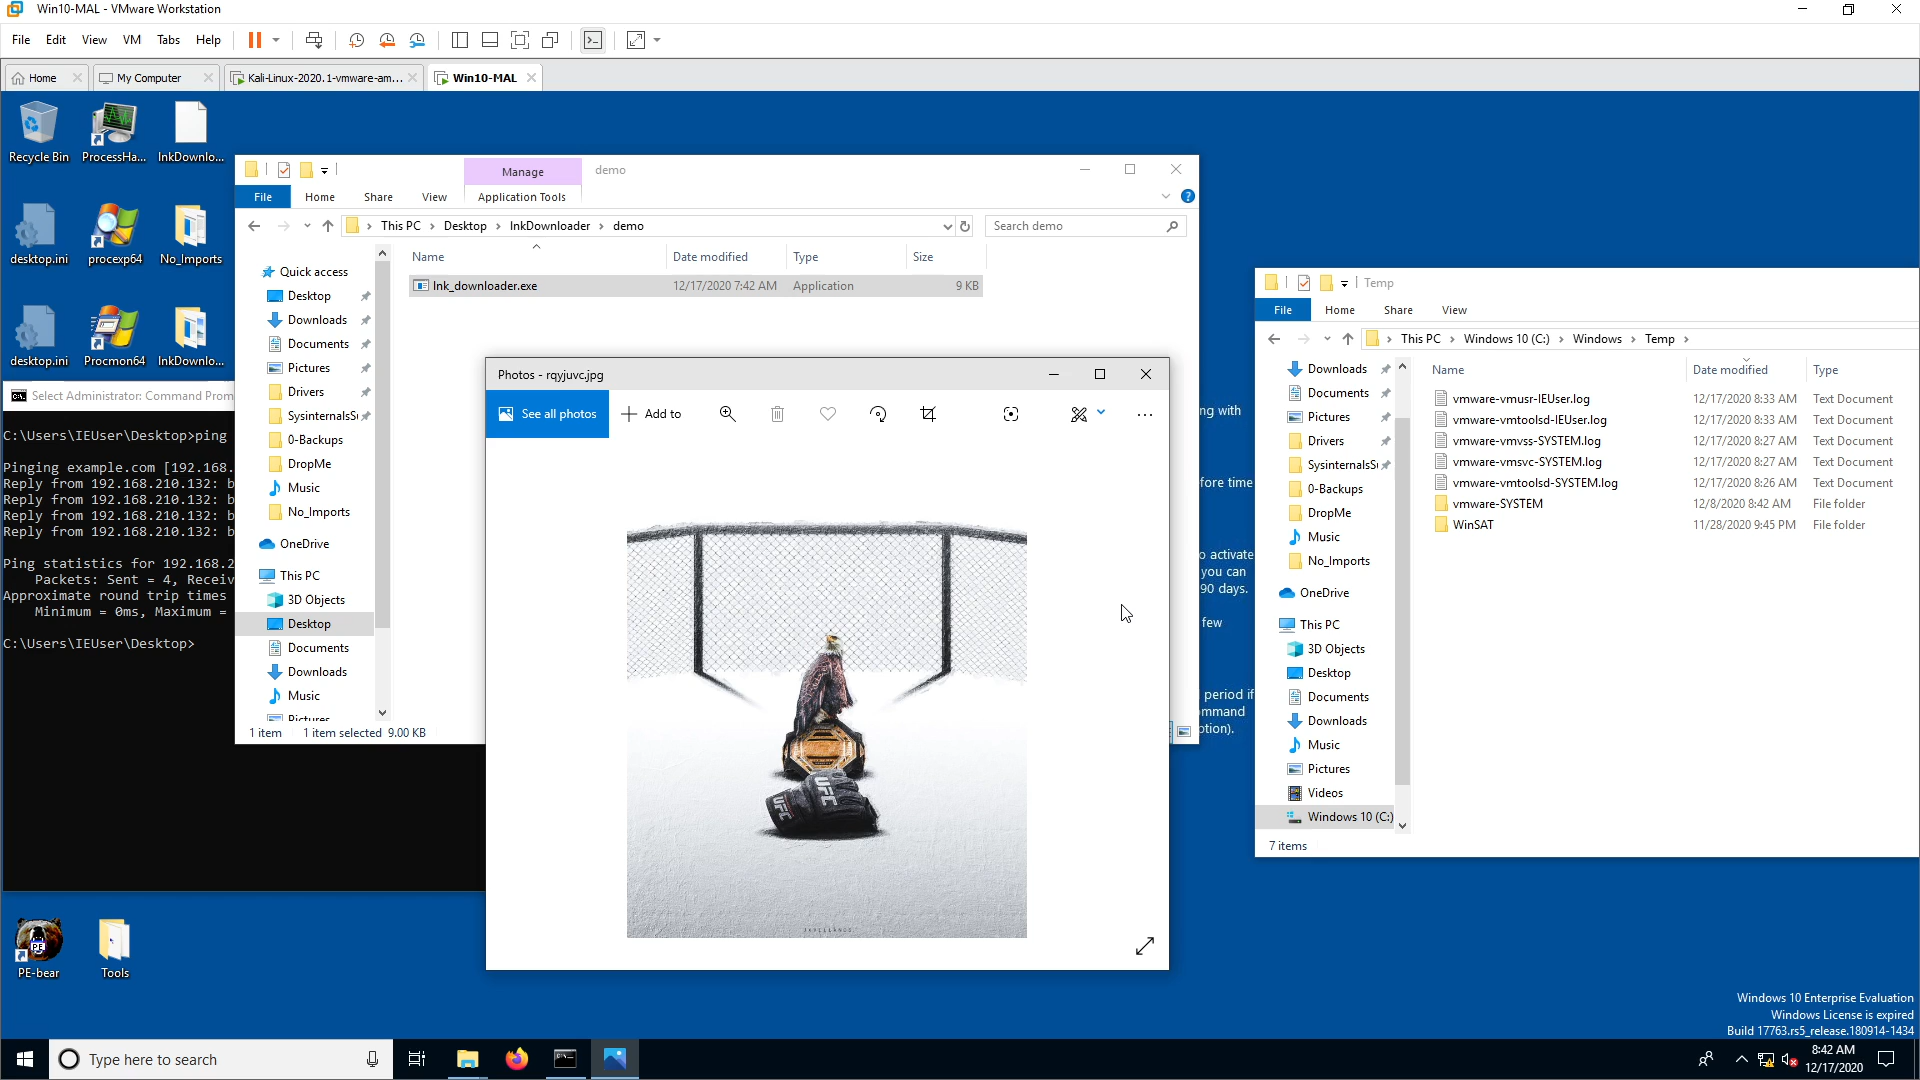 Win10-MAL - VMware Workstation
File Edit View VM Tabs Help
Home My Computer Kali-Linux-2020.1-vmware-am... Win10-MAL
Recycle Bin ProcessHa... lnkDownlo...
desktop.ini procexp64 No_Imports
desktop.ini Procmon64 lnkDownlo...
Manage demo
File Home Share View Application Tools
This PC Desktop lnkDownloader demo Search demo
Name Date modified Type Size
lnk_downloader.exe 12/17/2020 7:42 AM Application 9 KB
Quick access
Desktop
Downloads
Documents
Pictures
Drivers
SysinternalsS
0-Backups
DropMe
Music
No_Imports
OneDrive
This PC
3D Objects
Desktop
Documents
Downloads
Music
Pictures
1 item 1 item selected 9.00 KB
Select Administrator: Command Prom
C:\Users\IEUser\Desktop>ping
Pinging example.com [192.168.
Reply from 192.168.210.132: b
Reply from 192.168.210.132: b
Reply from 192.168.210.132: b
Reply from 192.168.210.132: b
Ping statistics for 192.168.2
Packets: Sent = 4, Receiv
Approximate round trip times
Minimum = 0ms, Maximum =
C:\Users\IEUser\Desktop>
Photos - rqyjuvc.jpg
See all photos Add to
UFC
UFC
ng with
fore time
o activate
you can
90 days.
few
period if
mmand
ption).
Temp
File Home Share View
This PC Windows 10 (C:) Windows Temp
Name Date modified Type
vmware-vmusr-IEUser.log 12/17/2020 8:33 AM Text Document
vmware-vmtoolsd-IEUser.log 12/17/2020 8:33 AM Text Document
vmware-vmvss-SYSTEM.log 12/17/2020 8:27 AM Text Document
vmware-vmsvc-SYSTEM.log 12/17/2020 8:27 AM Text Document
vmware-vmtoolsd-SYSTEM.log 12/17/2020 8:26 AM Text Document
vmware-SYSTEM 12/8/2020 8:42 AM File folder
WinSAT 11/28/2020 9:45 PM File folder
Downloads
Documents
Pictures
Drivers
SysinternalsS
0-Backups
DropMe
Music
No_Imports
OneDrive
This PC
3D Objects
Desktop
Documents
Downloads
Music
Pictures
Videos
Windows 10 (C:)
7 items
PE-bear Tools
Windows 10 Enterprise Evaluation
Windows License is expired
Build 17763.rs5_release.180914-1434
Type here to search
8:42 AM
12/17/2020